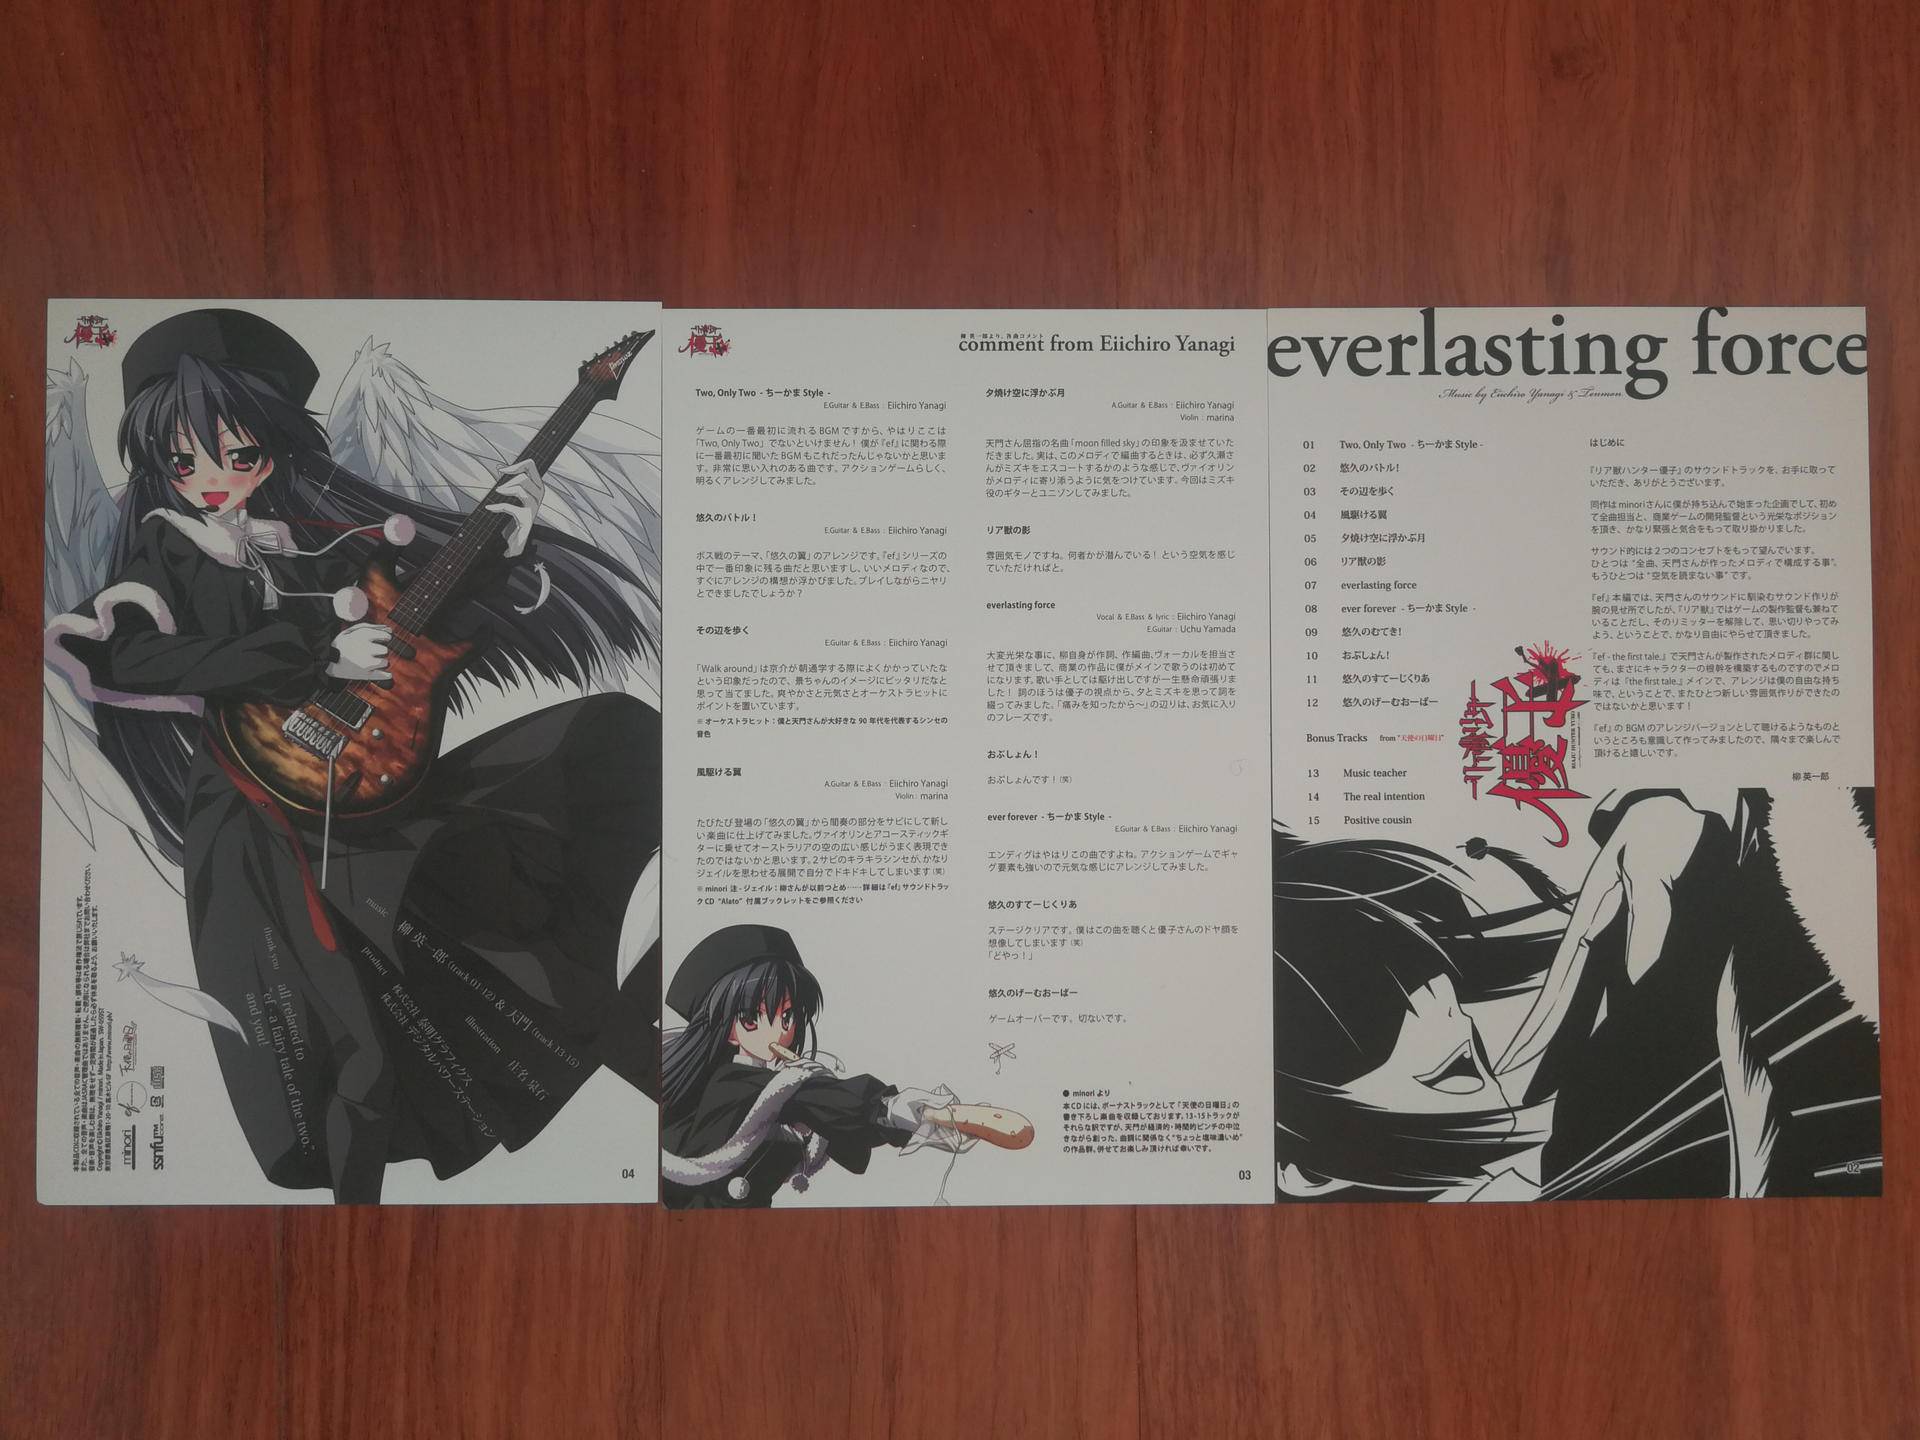 everlasting force
Music by Eiichiro Yanagi & Tenmon
01 Two, Only Two - ちーかま Style -
02 悠久のバトル!
03 その辺を歩く
04 風駆ける翼
05 夕焼け空に浮かぶ月
06 リア獣の影
07 everlasting force
08 ever forever - ちーかま Style -
09 悠久のむてき!
10 おぷしょん!
11 悠久のすてーじくりあ
12 悠久のげーむおーばー
Bonus Tracks from "天使の日曜日"
13 Music teacher
14 The real intention
15 Positive cousin
リア獣ハンター
優子
はじめに
『リア獣ハンター優子』のサウンドトラックを、お手に取って
いただき、ありがとうございます。
同作は minori さんに僕が持ち込んで始まった企画でして、初め
て全曲担当と、商業ゲームの開発監督という光栄なポジション
を頂き、かなり緊張と気合をもって取り掛かりました。
サウンド的には２つのコンセプトをもって望んでいます。
ひとつは "全曲、天門さんが作ったメロディで構成する事"。
もうひとつは "空気を読まない事" です。
『ef』本編では、天門さんのサウンドに馴染むサウンド作りが
腕の見せ所でしたが、『リア獣』ではゲームの製作監督も兼ねて
いることだし、そのリミッターを解除して、思い切りやってみ
よう、ということで、かなり自由にやらせて頂きました。
『ef - the first tale.』で天門さんが製作されたメロディ群に関し
ても、まさにキャラクターの根幹を構築するものですのでメロ
ディは『the first tale.』メインで、アレンジは僕の自由な持ち
味で、ということで、またひとつ新しい雰囲気作りができたの
ではないかと思います！
『ef』の BGM のアレンジバージョンとして聴けるようなものと
いうところも意識して作ってみましたので、隅々まで楽しんで
頂けると嬉しいです。
柳 英一郎
02
柳 英一郎より、各曲コメント
comment from Eiichiro Yanagi
Two, Only Two - ちーかま Style -
E.Guitar & E.Bass : Eiichiro Yanagi
ゲームの一番最初に流れる BGM ですから、やはりここは
「Two, Only Two」でないといけません！ 僕が『ef』に関わる際
に一番最初に聞いた BGM もこれだったんじゃないかと思いま
す。非常に思い入れのある曲です。アクションゲームらしく、
明るくアレンジしてみました。
悠久のバトル！
E.Guitar & E.Bass : Eiichiro Yanagi
ボス戦のテーマ、「悠久の翼」のアレンジです。『ef』シリーズの
中で一番印象に残る曲だと思いますし、いいメロディなので、
すぐにアレンジの構想が浮かびました。プレイしながらニヤリ
とできましたでしょうか？
その辺を歩く
E.Guitar & E.Bass : Eiichiro Yanagi
「Walk around」は京介が朝通学する際によくかかっていたな
という印象だったので、景ちゃんのイメージにピッタリだなと
思って当てました。爽やかさと元気さとオーケストラヒットに
ポイントを置いています。
※ オーケストラヒット：僕と天門さんが大好きな 90 年代を代表するシンセの
音色
風駆ける翼
A.Guitar & E.Bass : Eiichiro Yanagi
Violin : marina
たびたび登場の「悠久の翼」から間奏の部分をサビにして新し
い楽曲に仕上げてみました。ヴァイオリンとアコースティックギ
ターに乗せてオーストラリアの空の広い感じがうまく表現でき
たのではないかと思います。2サビのキラキラシンセが、かなり
ジェイルを思わせる展開で自分でドキドキしてしまいます（笑）
※ minori 注 - ジェイル：柳さんが以前つとめ……詳細は『ef』サウンドトラッ
ク CD "Alato" 付属ブックレットをご参照ください
夕焼け空に浮かぶ月
A.Guitar & E.Bass : Eiichiro Yanagi
Violin : marina
天門さん屈指の名曲「moon filled sky」の印象を汲ませていた
だきました。実は、このメロディで編曲するときは、必ず久瀬さ
んがミズキをエスコートするかのような感じで、ヴァイオリン
がメロディに寄り添うように気をつけています。今回はミズキ
役のギターとユニゾンしてみました。
リア獣の影
雰囲気モノですね。何者かが潜んでいる！ という空気を感じ
ていただければと。
everlasting force
Vocal & E.Bass & lyric : Eiichiro Yanagi
E.Guitar : Uchu Yamada
大変光栄な事に、柳自身が作詞、作編曲、ヴォーカルを担当さ
せて頂きまして、商業の作品に僕がメインで歌うのは初めて
になります。歌い手としては駆け出しですが一生懸命頑張りま
した！ 詞のほうは優子の視点から、夕とミズキを思って詞を
綴ってみました。「痛みを知ったから～」の辺りは、お気に入り
のフレーズです。
おぷしょん！
おぷしょんです！（笑）
ever forever - ちーかま Style -
E.Guitar & E.Bass : Eiichiro Yanagi
エンディグはやはりこの曲ですよね。アクションゲームでギャ
グ要素も強いので元気な感じにアレンジしてみました。
悠久のすてーじくりあ
ステージクリアです。僕はこの曲を聴くと優子さんのドヤ顔を
想像してしまいます（笑）
「どやっ！」
悠久のげーむおーばー
ゲームオーバーです。切ないです。
● minori より
本 CD には、ボーナストラックとして『天使の日曜日』の
書き下ろし楽曲を収録しております。13-15トラックが
それらな訳ですが、天門が経済的・時間的ピンチの中泣
きながら創った、曲調に関係なく"ちょっと塩味濃いめ"
の作品群。併せてお楽しみ頂ければ幸いです。
03
music
柳 英一郎 (track 01-12) & 天門 (track 13-15)
illustration
庄名 泉石
product
株式会社 泰明グラフィクス
株式会社 デジタルパワーステーション
thank you
all related to
"ef - a fairy tale of the two."
and you!
minori
ef
天使の日曜日
ssnfu™
04